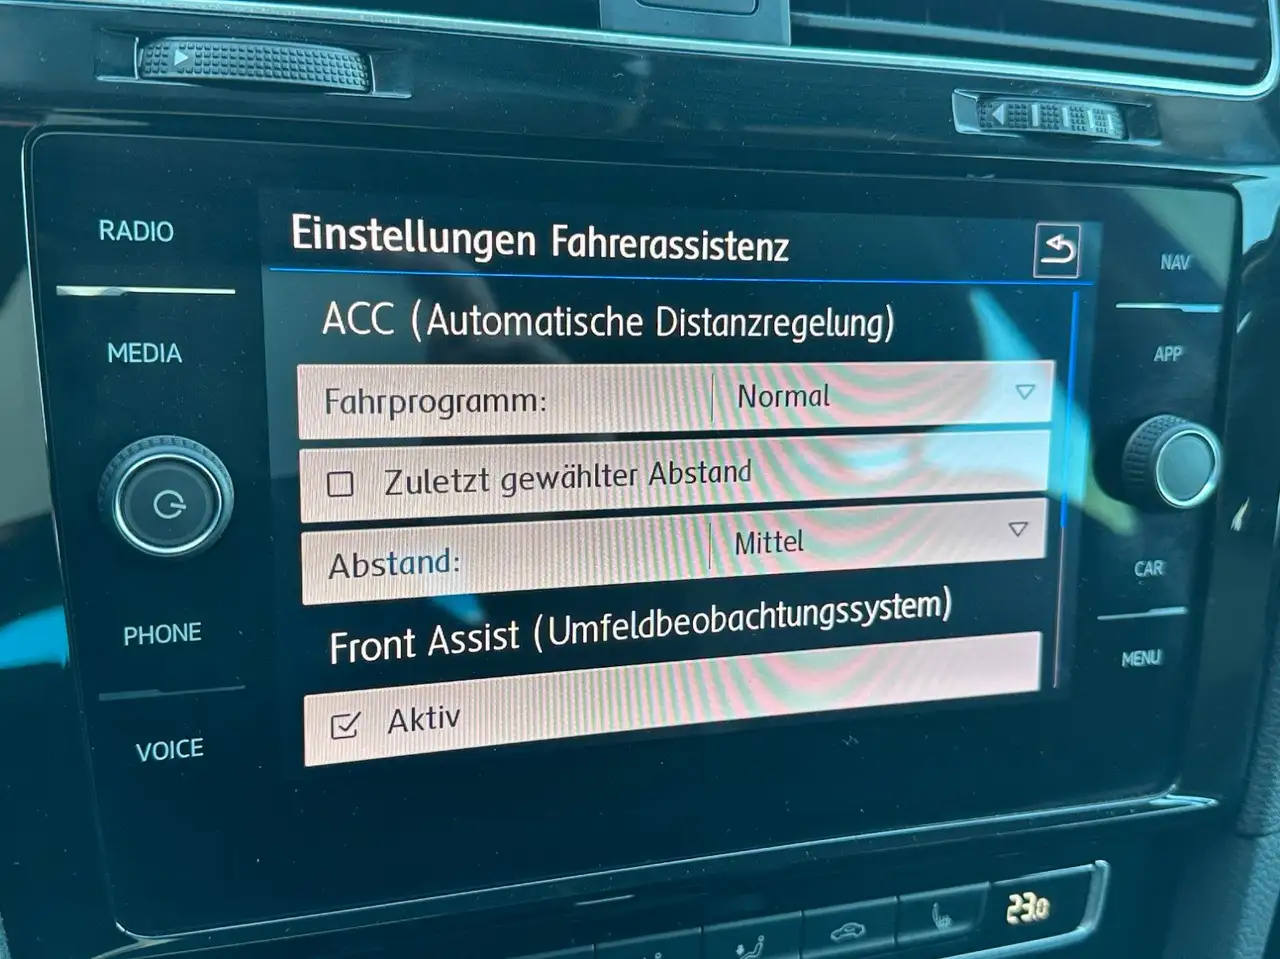 RADIO
MEDIA
PHONE
VOICE
Einstellungen Fahrerassistenz
ACC (Automatische Distanzregelung)
Fahrprogramm: Normal
Zuletzt gewählter Abstand
Abstand: Mittel
Front Assist (Umfeldbeobachtungssystem)
Aktiv
NAV
APP
CAR
MENU
23.0